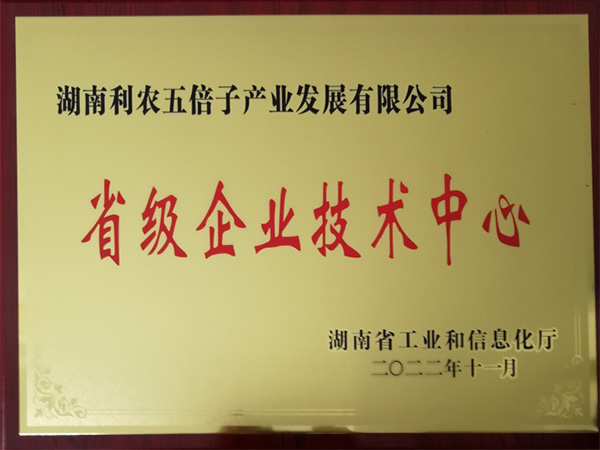 湖南利农五倍子产业发展有限公司
省级企业技术中心
湖南省工业和信息化厅
二〇二二年十一月